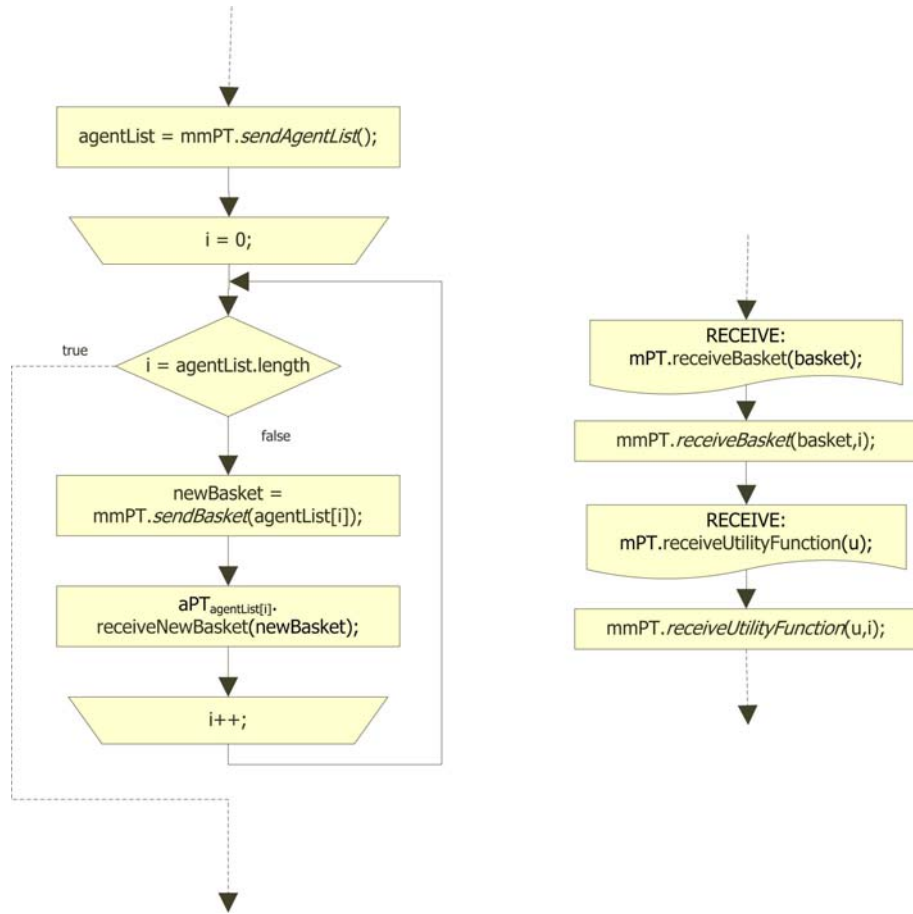 agentList = mmPT.sendAgentList();
i = 0;
true
i = agentList.length
false
newBasket =
mmPT.sendBasket(agentList[i]);
aPTagentList[i].
receiveNewBasket(newBasket);
i++;
RECEIVE:
mPT.receiveBasket(basket);
mmPT.receiveBasket(basket,i);
RECEIVE:
mPT.receiveUtilityFunction(u);
mmPT.receiveUtilityFunction(u,i);